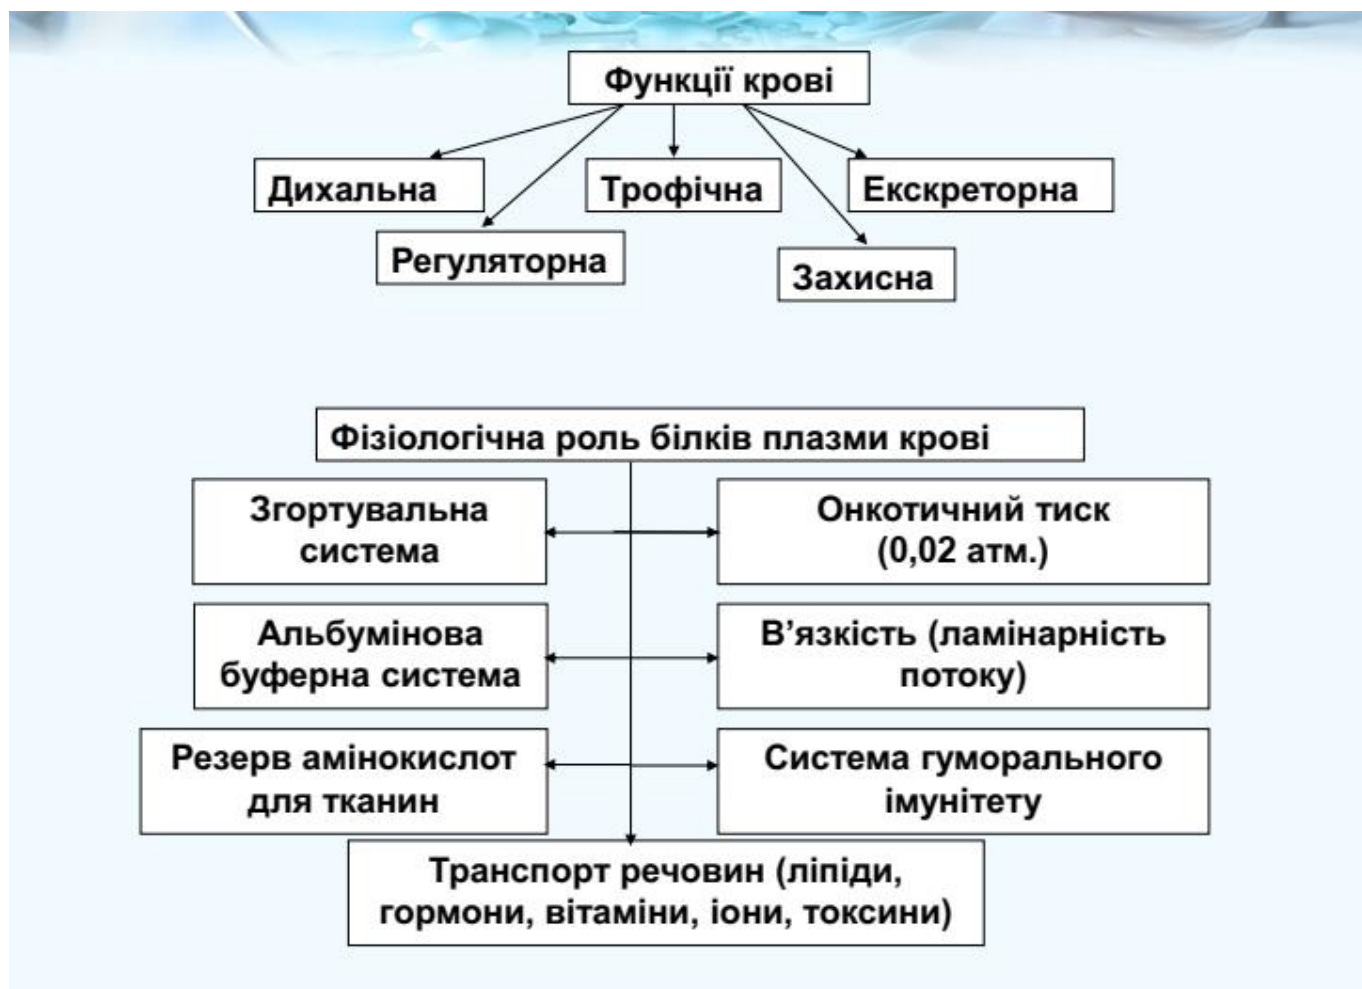 Функції крові
Дихальна
Трофічна
Екскреторна
Регуляторна
Захисна
Фізіологічна роль білків плазми крові
Згортувальна
система
Онкотичний тиск
(0,02 атм.)
Альбумінова
буферна система
В’язкість (ламінарність
потоку)
Резерв амінокислот
для тканин
Система гуморального
імунітету
Транспорт речовин (ліпіди,
гормони, вітаміни, іони, токсини)